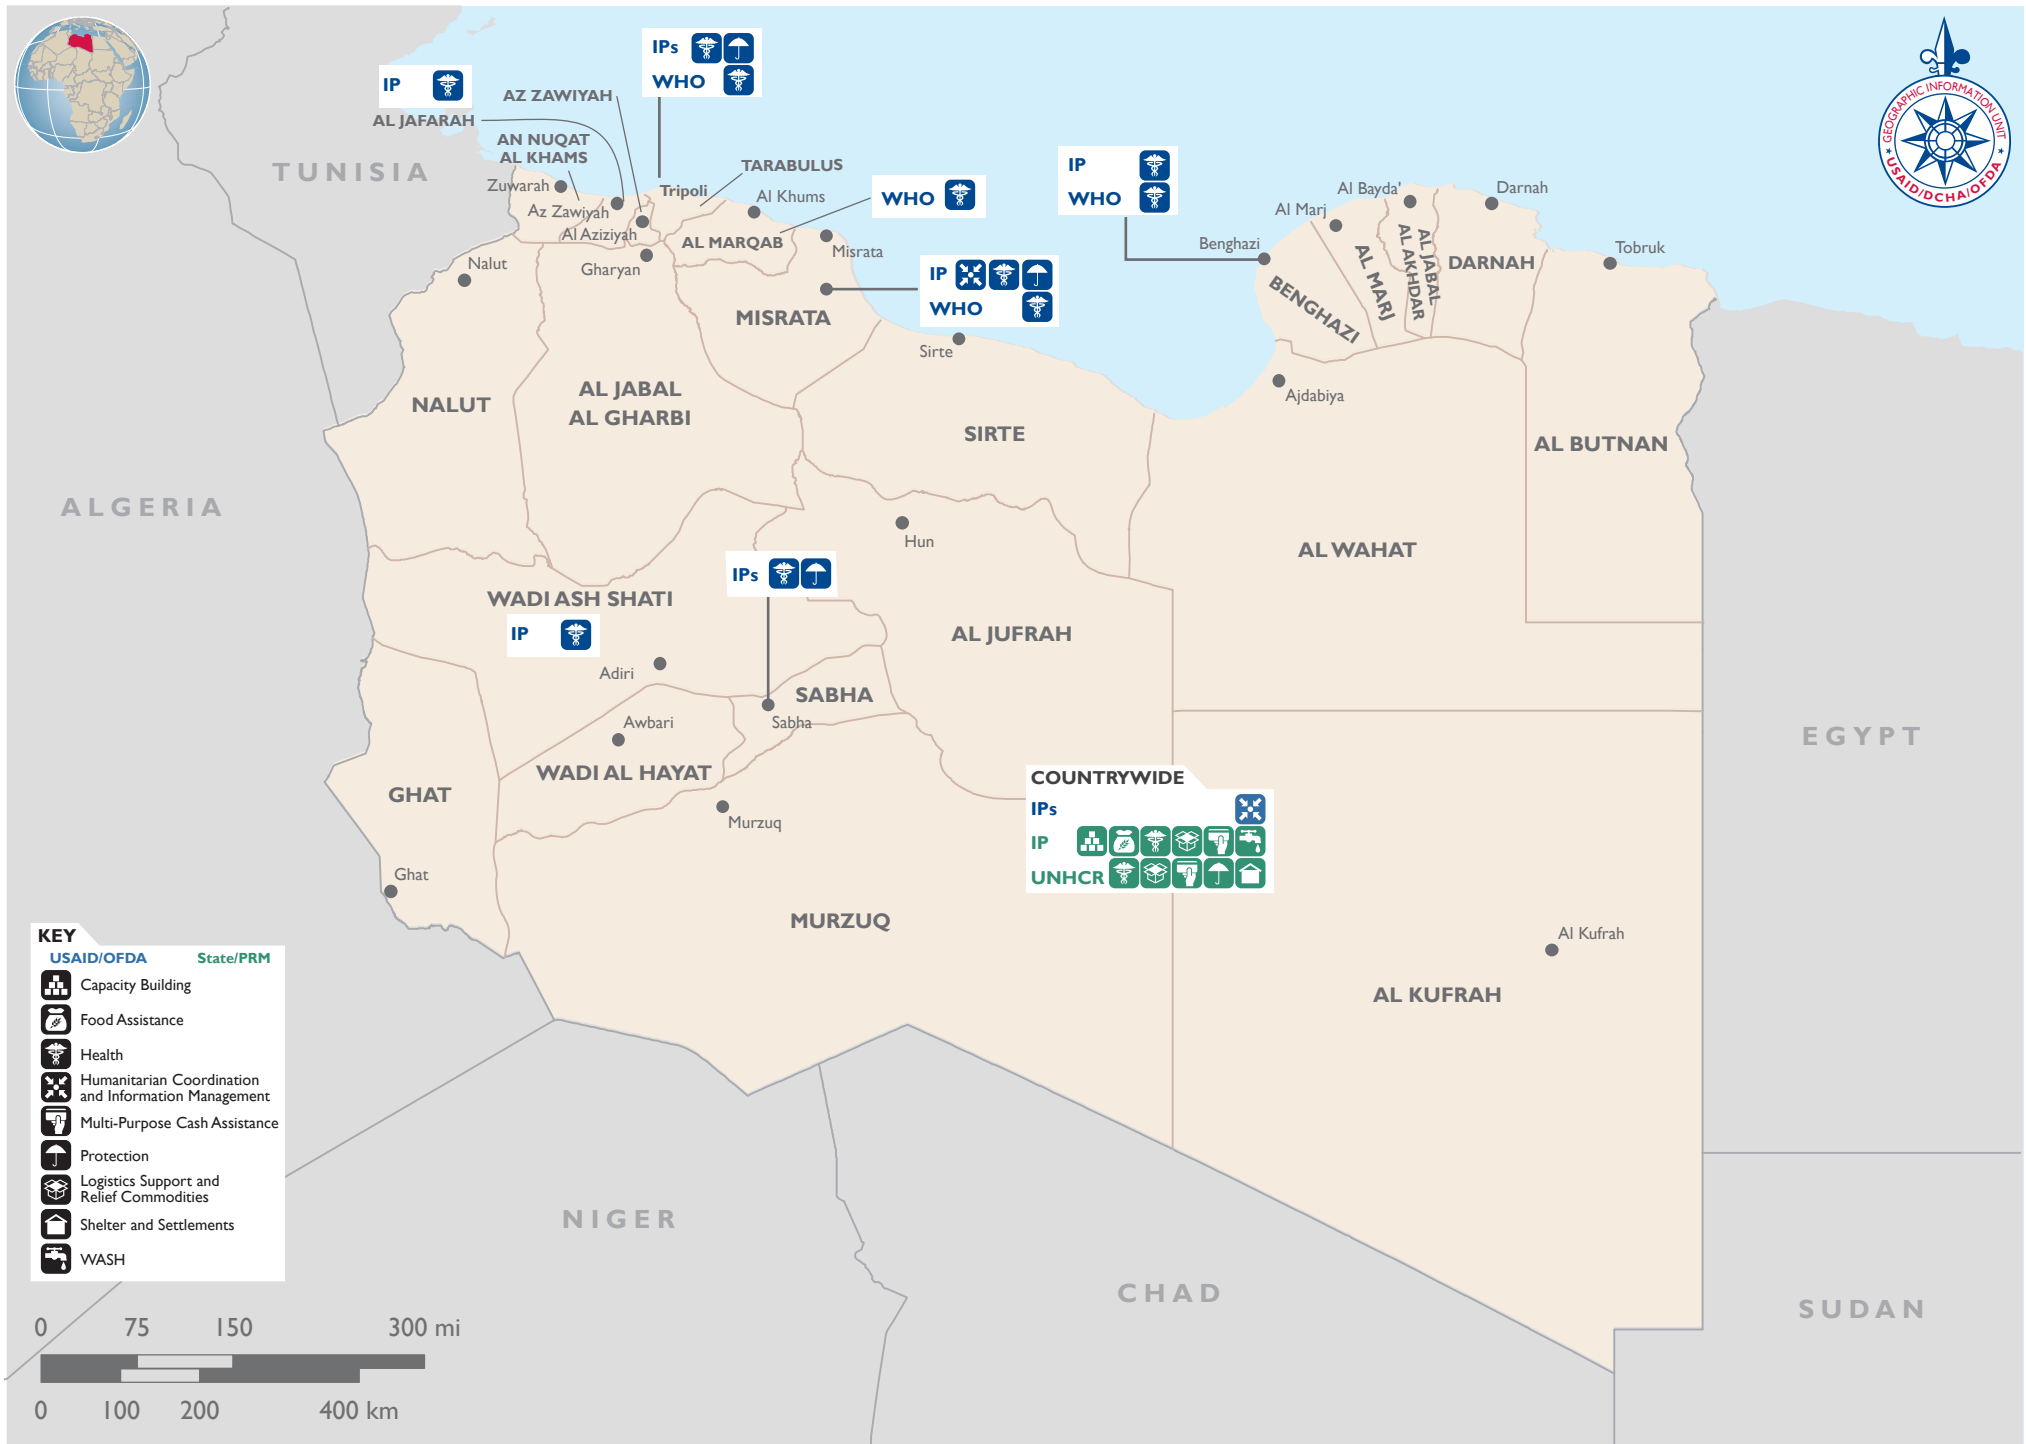 IPs
WHO
IP
AZ ZAWIYAH
AL JAFARAH
AN NUQAT
AL KHAMS
TARABULUS
TUNISIA
Zuwarah
Tripoli
Al Khums
WHO
IP
WHO
GEOGRAPHIC INFORMATION UNIT
USAID/DCHA/OFDA
Az Zawiyah
Al Aziziyah
AL MARQAB
Misrata
Gharyan
Nalut
Al Bayda'
Darnah
Al Marj
Benghazi
Tobruk
IP
WHO
MISRATA
BENGHAZI
AL MARJ
AL JABAL
AL AKHDAR
DARNAH
Sirte
Ajdabiya
NALUT
AL JABAL
AL GHARBI
SIRTE
AL BUTNAN
ALGERIA
Hun
AL WAHAT
IPs
WADI ASH SHATI
IP
AL JUFRAH
Adiri
SABHA
Sabha
Awbari
WADI AL HAYAT
EGYPT
GHAT
Murzuq
COUNTRYWIDE
IPs
IP
UNHCR
Ghat
MURZUQ
Al Kufrah
AL KUFRAH
KEY
USAID/OFDA State/PRM
Capacity Building
Food Assistance
Health
Humanitarian Coordination
and Information Management
Multi-Purpose Cash Assistance
Protection
Logistics Support and
Relief Commodities
Shelter and Settlements
WASH
NIGER
CHAD
SUDAN
0 75 150 300 mi
0 100 200 400 km